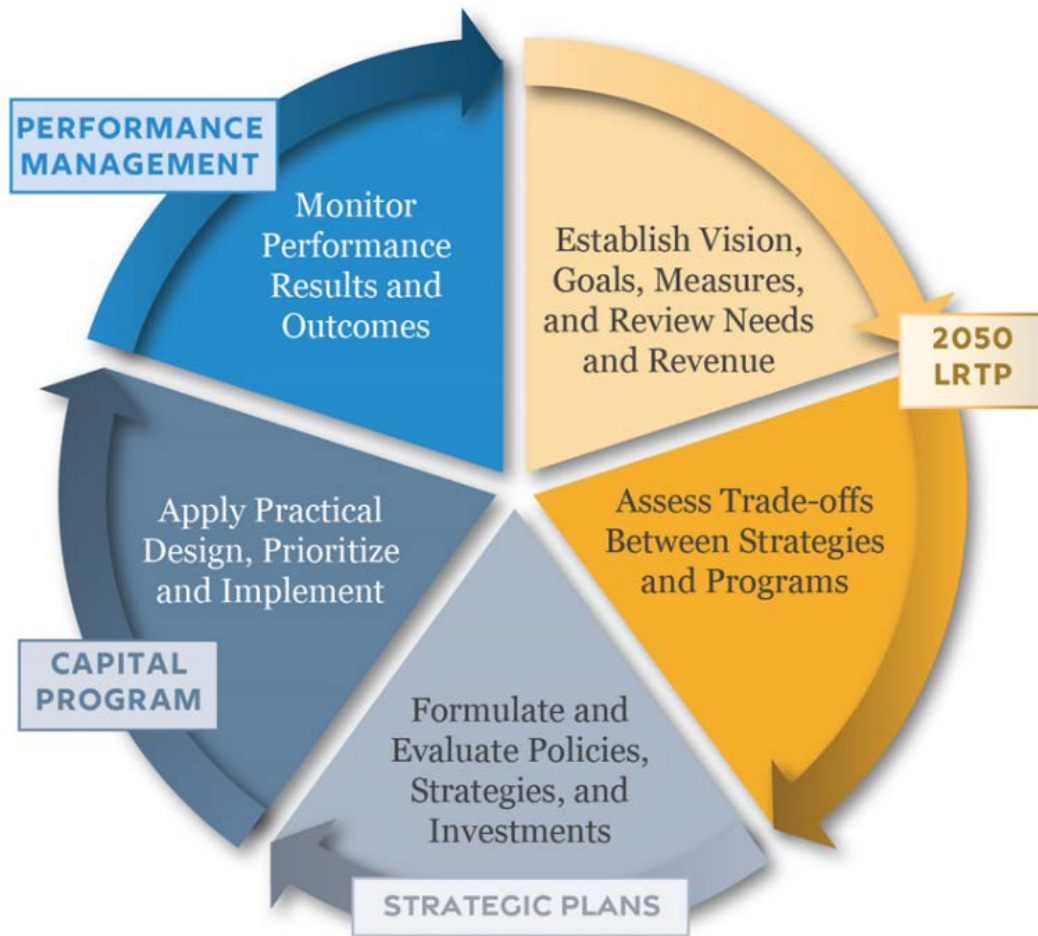 PERFORMANCE
MANAGEMENT
Monitor
Performance
Results and
Outcomes
Establish Vision,
Goals, Measures,
and Review Needs
and Revenue
2050
LRTP
Assess Trade-offs
Between Strategies
and Programs
Apply Practical
Design, Prioritize
and Implement
CAPITAL
PROGRAM
Formulate and
Evaluate Policies,
Strategies, and
Investments
STRATEGIC PLANS